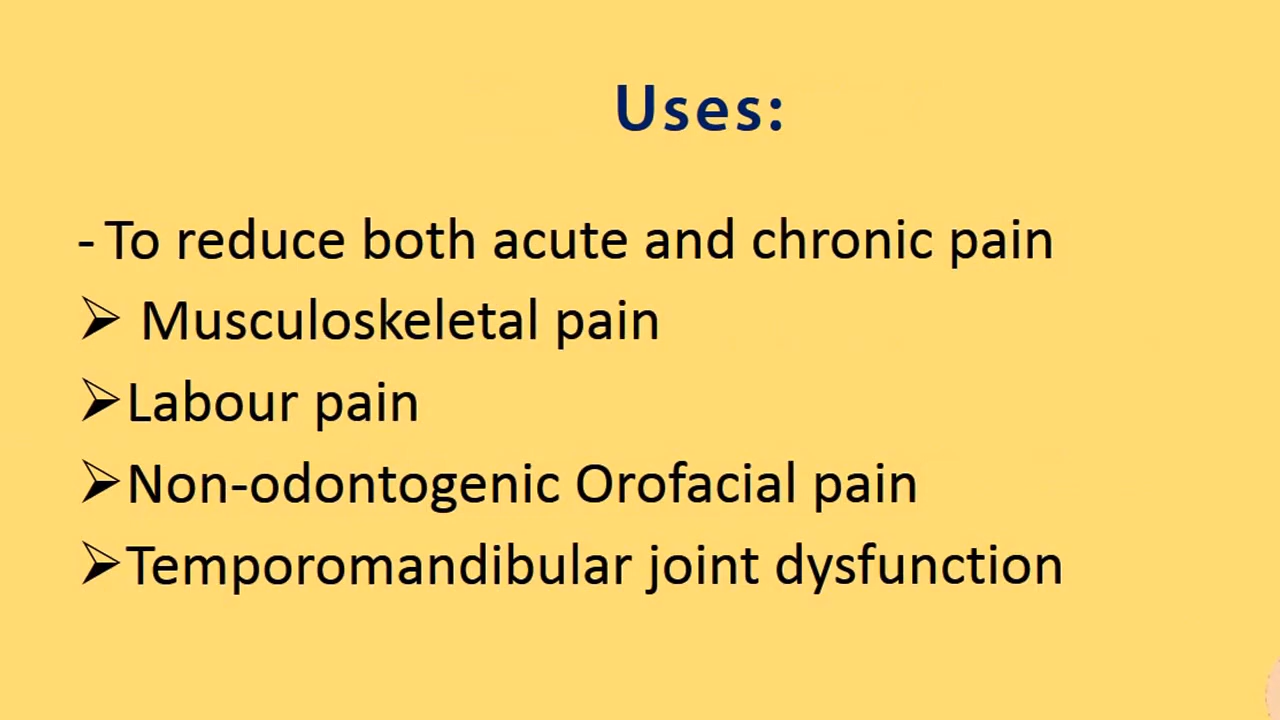 Uses:
- To reduce both acute and chronic pain
➢ Musculoskeletal pain
➢Labour pain
➢Non-odontogenic Orofacial pain
➢Temporomandibular joint dysfunction